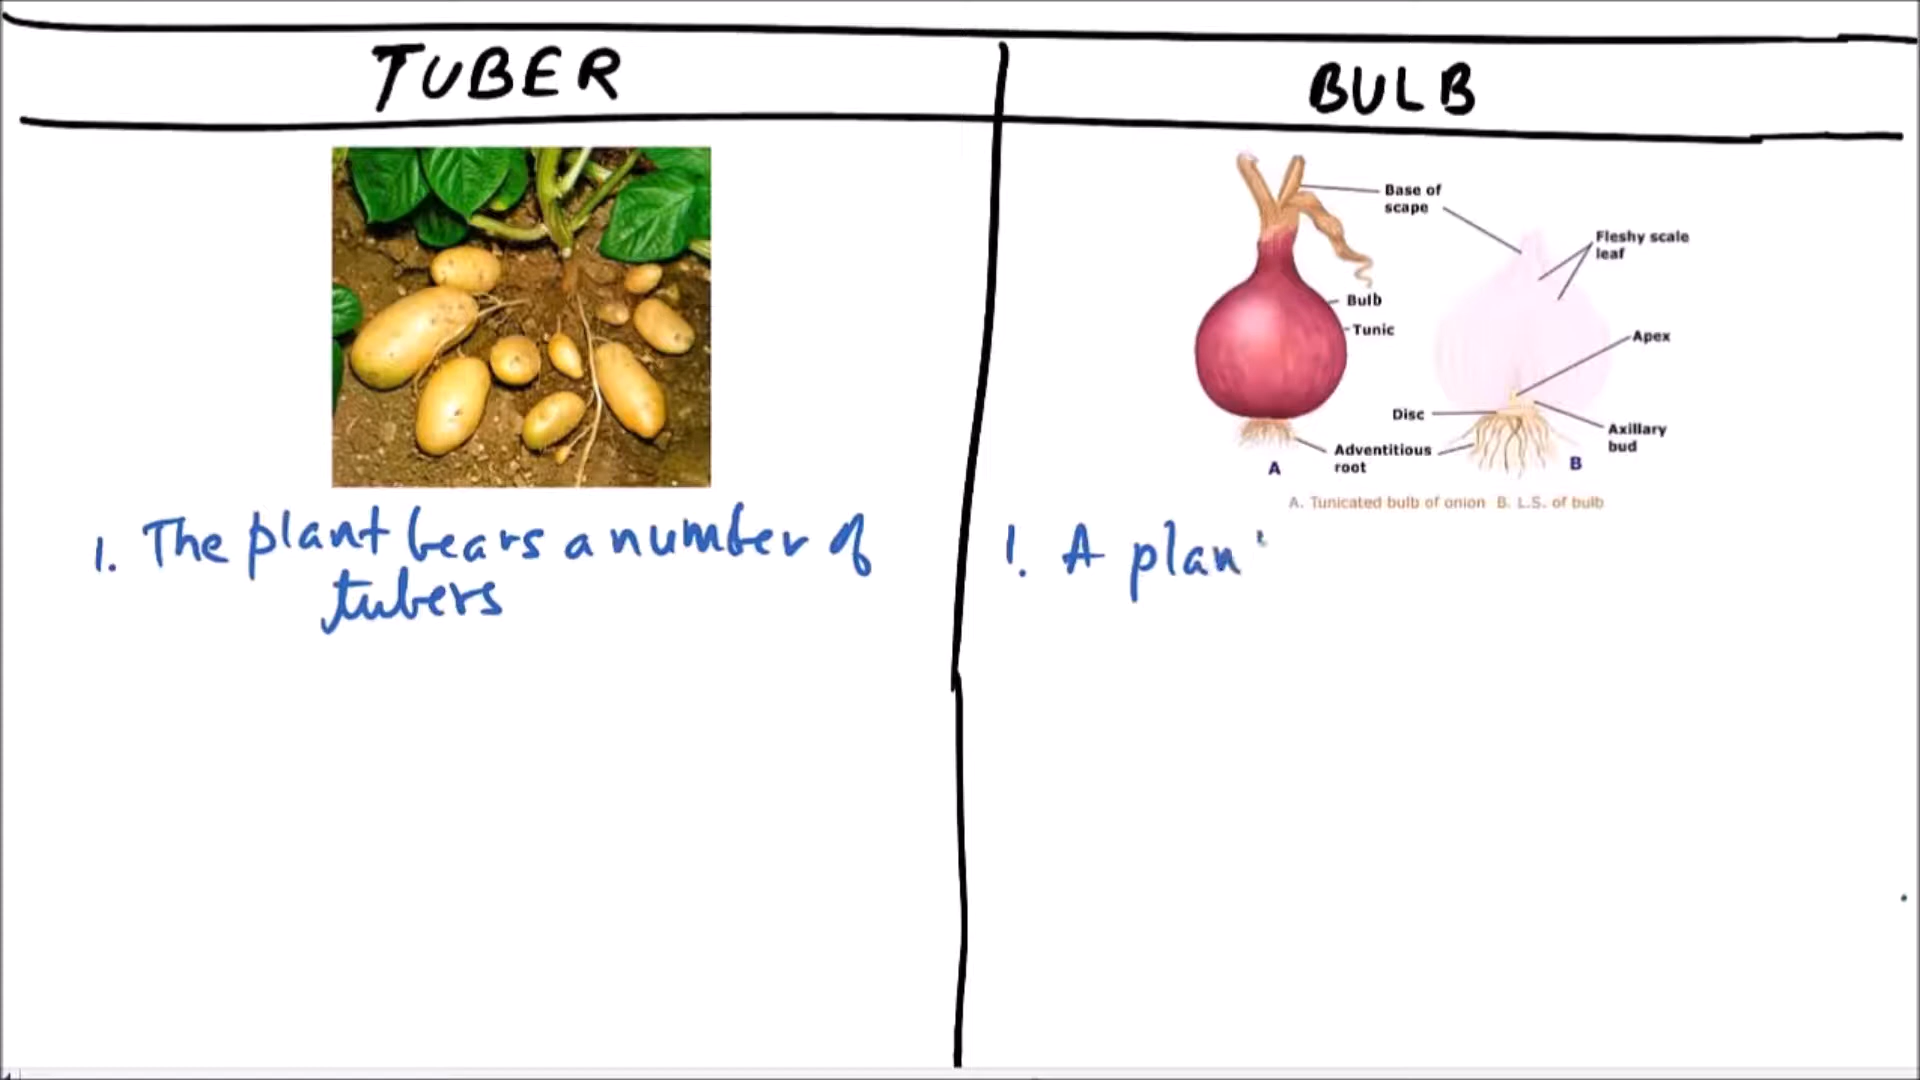 TUBER
BULB
Base of
scape
Fleshy scale
leaf
Bulb
Tunic
Apex
Disc
Axillary
bud
Adventitious
root
A
B
A. Tunicated bulb of onion B. L.S. of bulb
1. The plant bears a number of
tubers
1. A plan